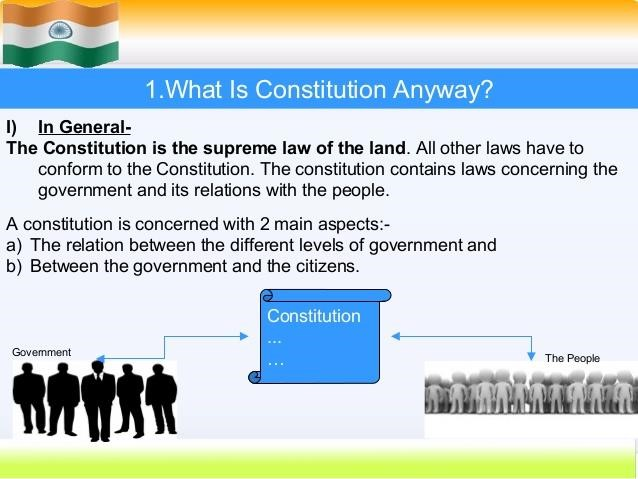 1.What Is Constitution Anyway?
I) In General-
The Constitution is the supreme law of the land. All other laws have to
conform to the Constitution. The constitution contains laws concerning the
government and its relations with the people.
A constitution is concerned with 2 main aspects:-
a) The relation between the different levels of government and
b) Between the government and the citizens.
Constitution
...
…
Government
The People